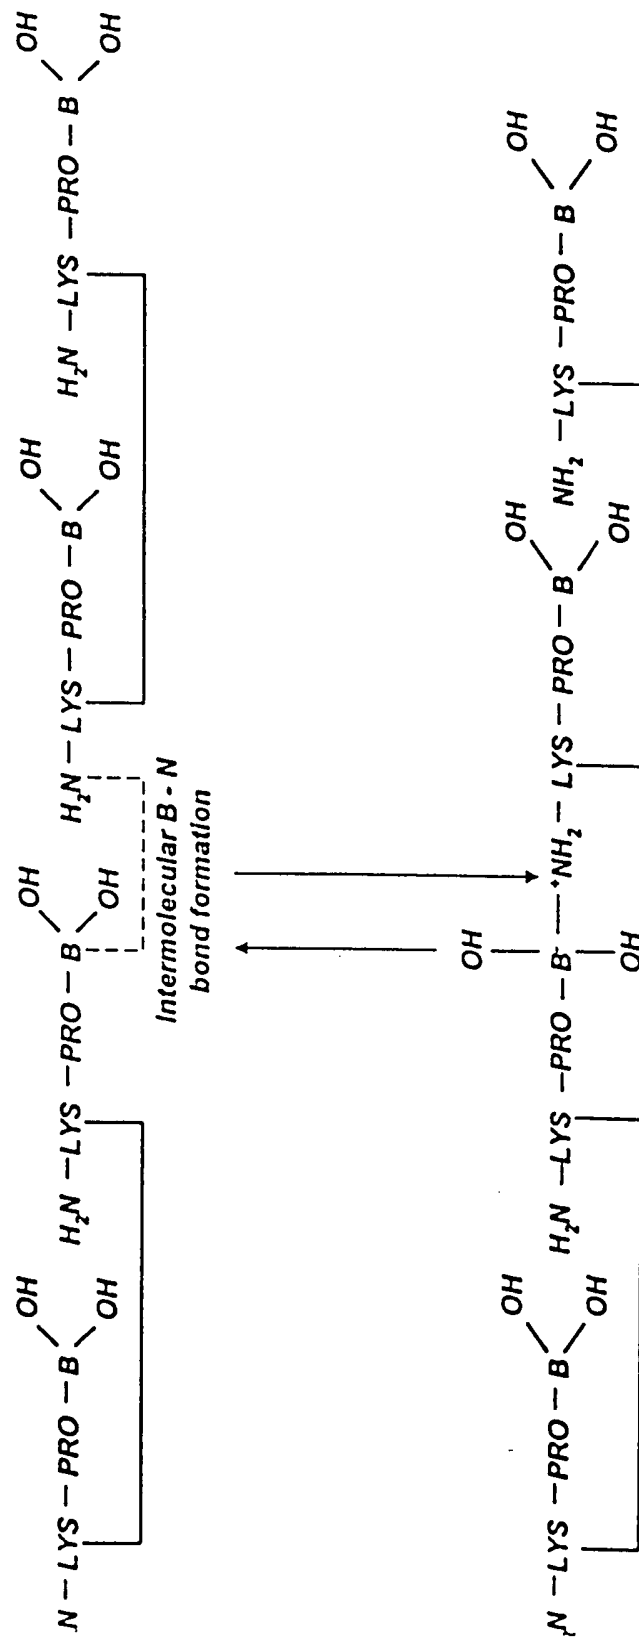 OH OH OH OH
N — LYS — PRO — B H₂N — LYS — PRO — B H₂N — LYS — PRO — B H₂N — LYS — PRO — B
OH OH OH OH
Intermolecular B - N
bond formation
OH OH OH OH
N — LYS — PRO — B H₂N — LYS — PRO — B⁻ — ⁺NH₂ — LYS — PRO — B NH₂ — LYS — PRO — B
OH OH OH OH